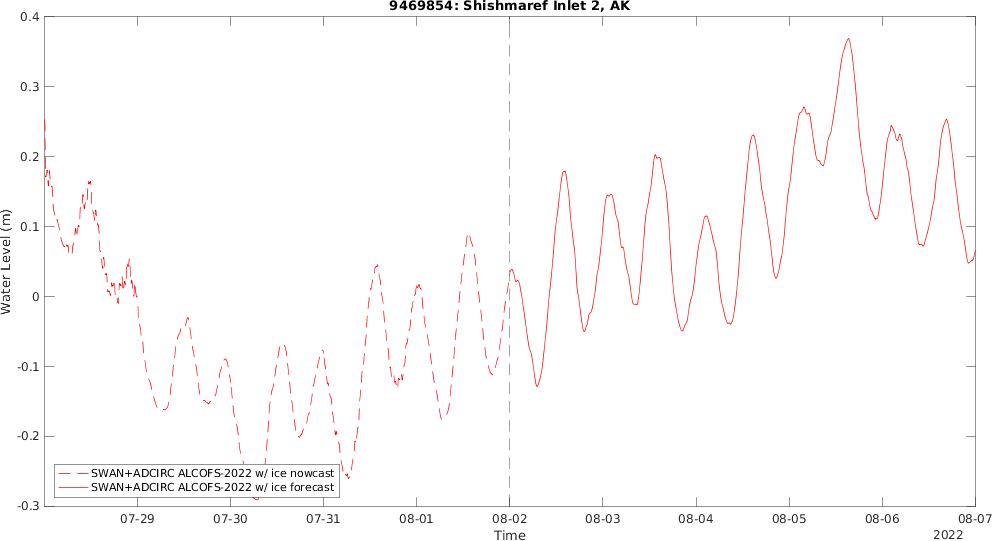 9469854: Shishmaref Inlet 2, AK
0.4
0.3
0.2
0.1
0
-0.1
-0.2
-0.3
Water Level (m)
SWAN+ADCIRC ALCOFS-2022 w/ ice nowcast
SWAN+ADCIRC ALCOFS-2022 w/ ice forecast
07-29 07-30 07-31 08-01 08-02 08-03 08-04 08-05 08-06 08-07
Time
2022